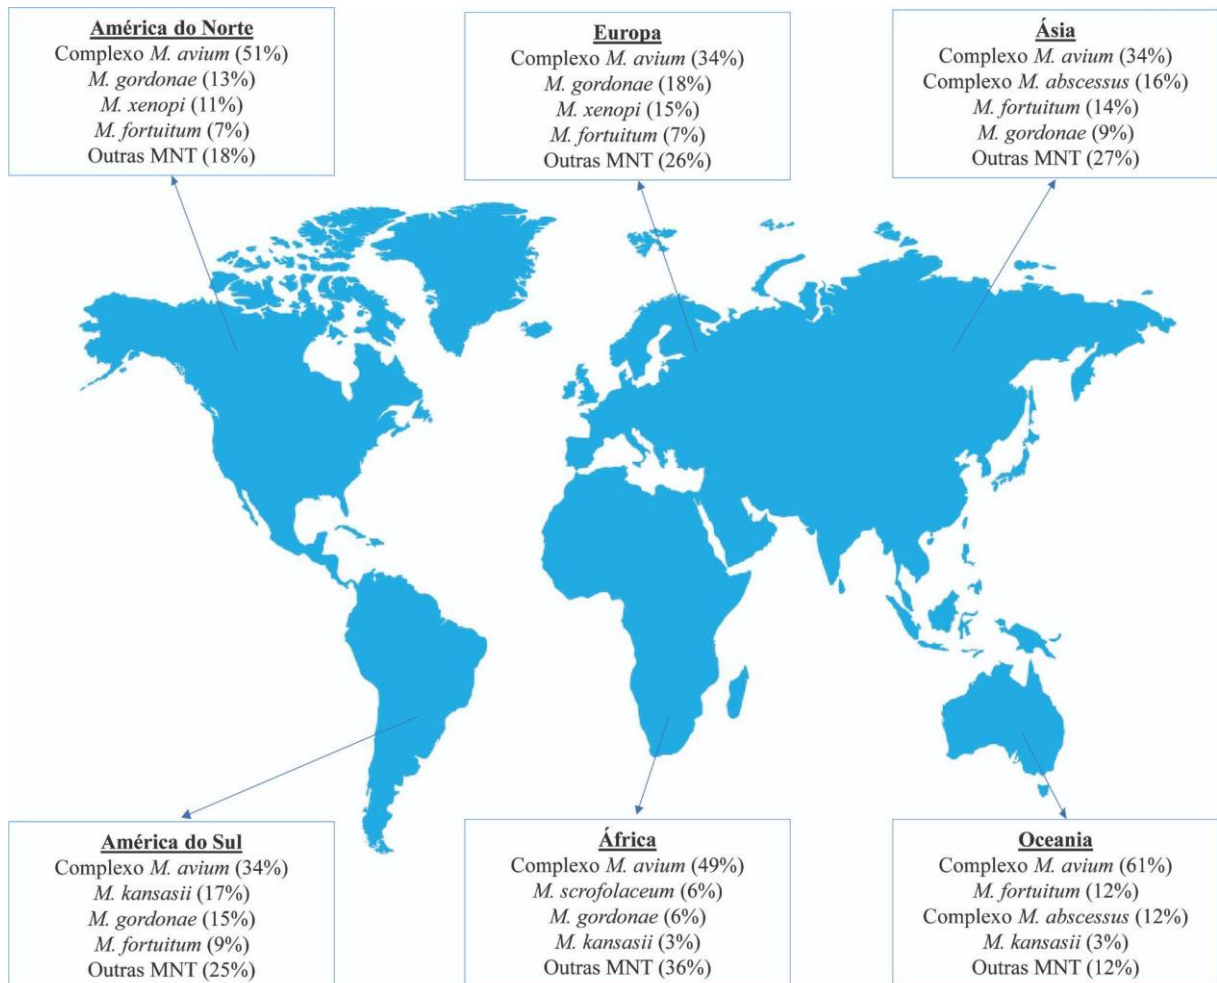 América do Norte
Complexo M. avium (51%)
M. gordonae (13%)
M. xenopi (11%)
M. fortuitum (7%)
Outras MNT (18%)
Europa
Complexo M. avium (34%)
M. gordonae (18%)
M. xenopi (15%)
M. fortuitum (7%)
Outras MNT (26%)
Ásia
Complexo M. avium (34%)
Complexo M. abscessus (16%)
M. fortuitum (14%)
M. gordonae (9%)
Outras MNT (27%)
América do Sul
Complexo M. avium (34%)
M. kansasii (17%)
M. gordonae (15%)
M. fortuitum (9%)
Outras MNT (25%)
África
Complexo M. avium (49%)
M. scrofolaceum (6%)
M. gordonae (6%)
M. kansasii (3%)
Outras MNT (36%)
Oceania
Complexo M. avium (61%)
M. fortuitum (12%)
Complexo M. abscessus (12%)
M. kansasii (3%)
Outras MNT (12%)